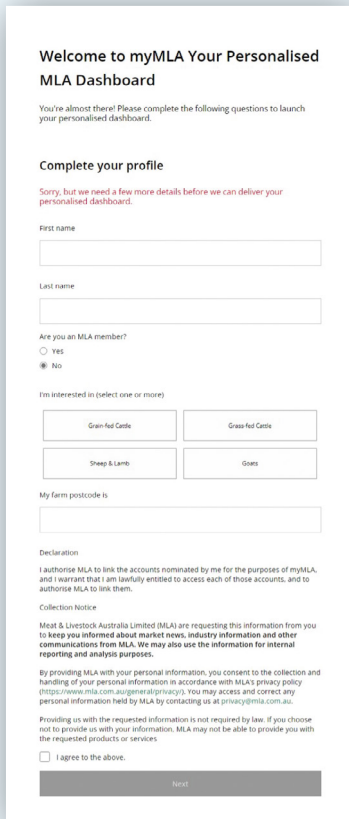 Welcome to myMLA Your Personalised
MLA Dashboard
You're almost there! Please complete the following questions to launch
your personalised dashboard.
Complete your profile
Sorry, but we need a few more details before we can deliver your
personalised dashboard.
First name
Last name
Are you an MLA member?
Yes
No
I'm interested in (select one or more)
Grain-fed Cattle
Grass-fed Cattle
Sheep & Lamb
Goats
My farm postcode is
Declaration
I authorise MLA to link the accounts nominated by me for the purposes of myMLA,
and I warrant that I am lawfully entitled to access each of those accounts, and to
authorise MLA to link them.
Collection Notice
Meat & Livestock Australia Limited (MLA) are requesting this information from you
to keep you informed about market news, industry information and other
communications from MLA. We may also use the information for internal
reporting and analysis purposes.
By providing MLA with your personal information, you consent to the collection and
handling of your personal information in accordance with MLA's privacy policy
(https://www.mla.com.au/general/privacy/). You may access and correct any
personal information held by MLA by contacting us at privacy@mla.com.au.
Providing us with the requested information is not required by law. If you choose
not to provide us with your information, MLA may not be able to provide you with
the requested products or services
I agree to the above.
Next